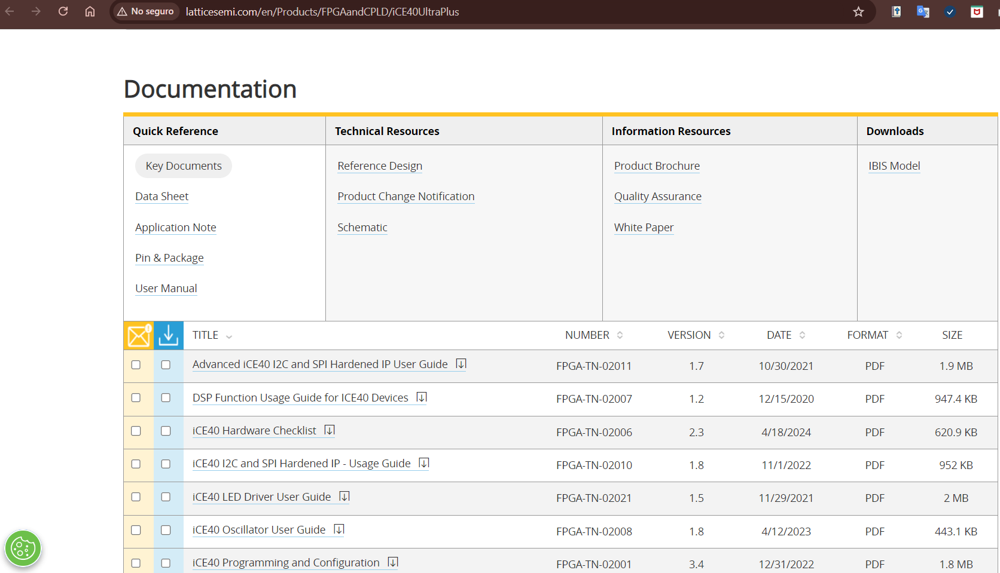 No seguro latticesemi.com/en/Products/FPGAandCPLD/iCE40UltraPlus
Documentation
Quick Reference Technical Resources Information Resources Downloads
Key Documents Reference Design Product Brochure IBIS Model
Data Sheet Product Change Notification Quality Assurance
Application Note Schematic White Paper
Pin & Package
User Manual
TITLE NUMBER VERSION DATE FORMAT SIZE
Advanced iCE40 I2C and SPI Hardened IP User Guide FPGA-TN-02011 1.7 10/30/2021 PDF 1.9 MB
DSP Function Usage Guide for ICE40 Devices FPGA-TN-02007 1.2 12/15/2020 PDF 947.4 KB
iCE40 Hardware Checklist FPGA-TN-02006 2.3 4/18/2024 PDF 620.9 KB
iCE40 I2C and SPI Hardened IP - Usage Guide FPGA-TN-02010 1.8 11/1/2022 PDF 952 KB
iCE40 LED Driver User Guide FPGA-TN-02021 1.5 11/29/2021 PDF 2 MB
iCE40 Oscillator User Guide FPGA-TN-02008 1.8 4/12/2023 PDF 443.1 KB
iCE40 Programming and Configuration FPGA-TN-02001 3.4 12/31/2022 PDF 1.8 MB